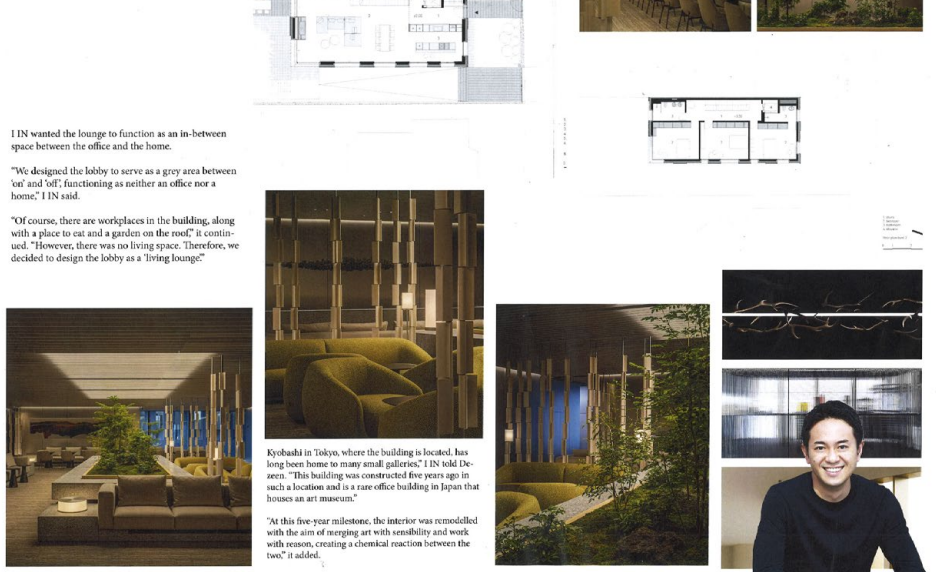 I IN wanted the lounge to function as an in-between
space between the office and the home.
“We designed the lobby to serve as a grey area between
‘on’ and ‘off’, functioning as neither an office nor a
home,” I IN said.
“Of course, there are workplaces in the building, along
with a place to eat and a garden on the roof,” it contin-
ued. “However, there was no living space. Therefore, we
decided to design the lobby as a ‘living lounge’.”
Kyobashi in Tokyo, where the building is located, has
long been home to many small galleries,” I IN told De-
zeen. “This building was constructed five years ago in
such a location and is a rare office building in Japan that
houses an art museum.”
“At this five-year milestone, the interior was remodelled
with the aim of merging art with sensibility and work
with reason, creating a chemical reaction between the
two,” it added.